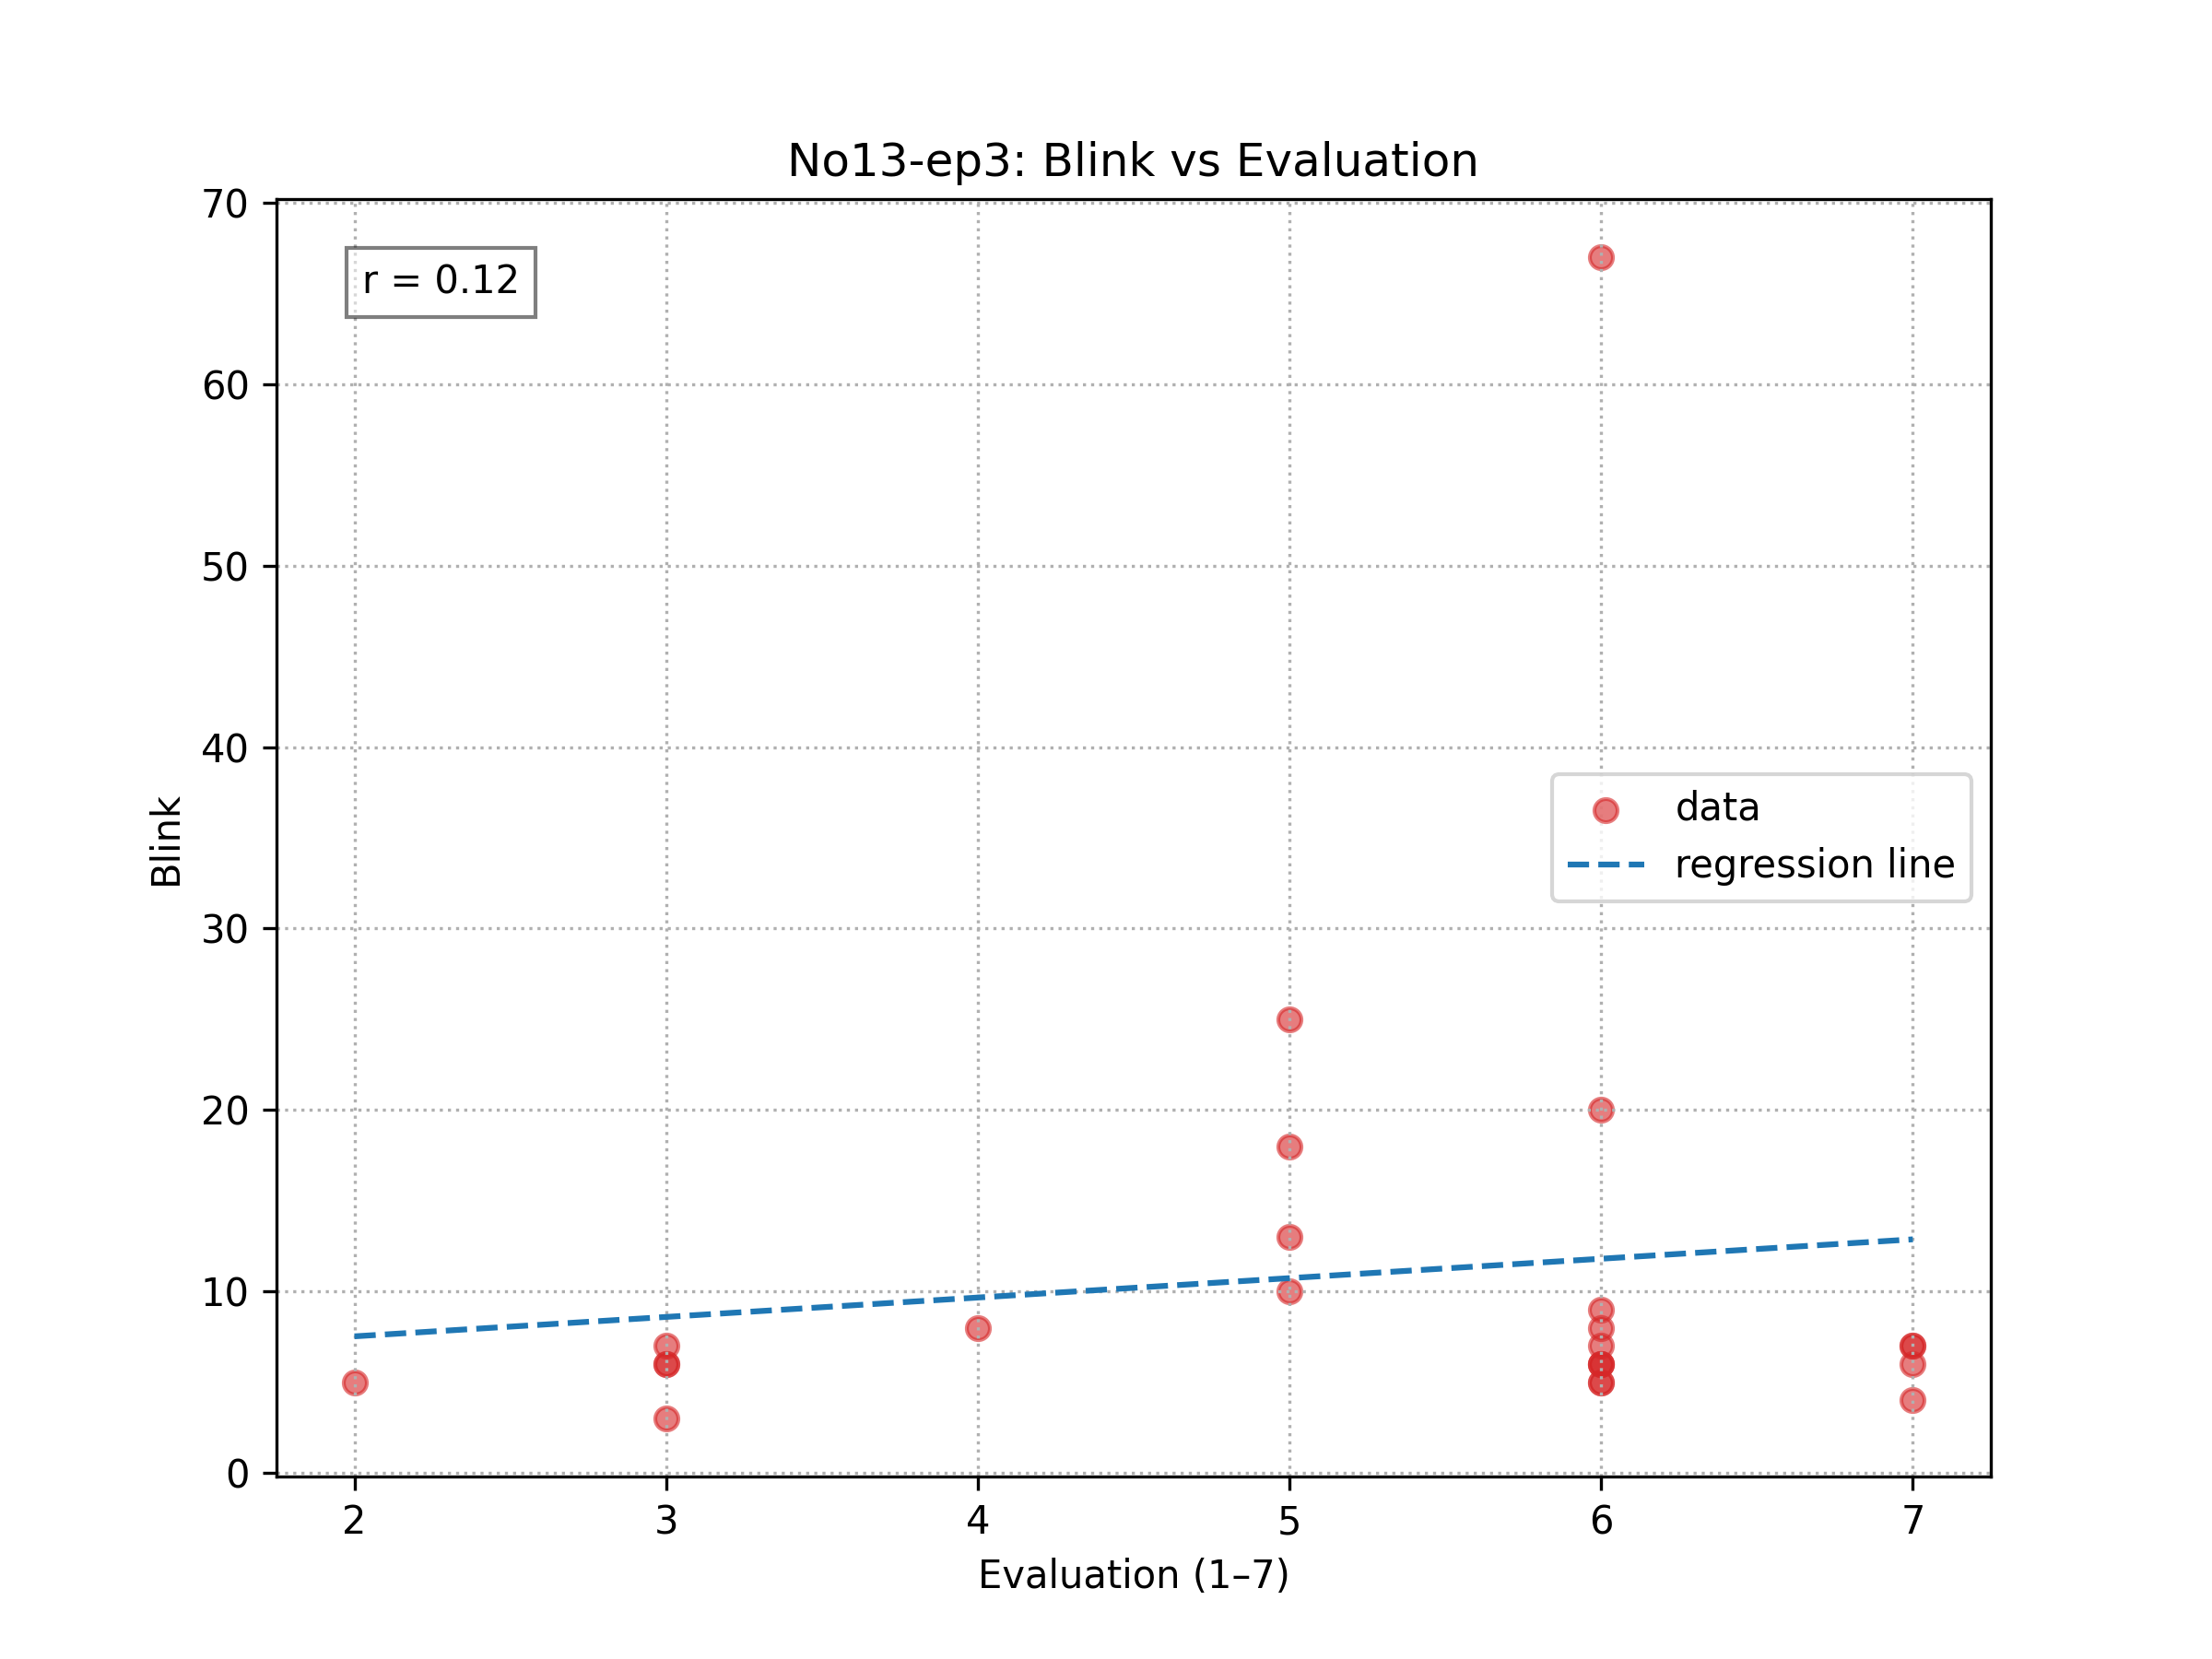 No13-ep3: Blink vs Evaluation
70
60
50
40
30
20
10
0
r = 0.12
Blink
data
regression line
2 3 4 5 6 7
Evaluation (1–7)